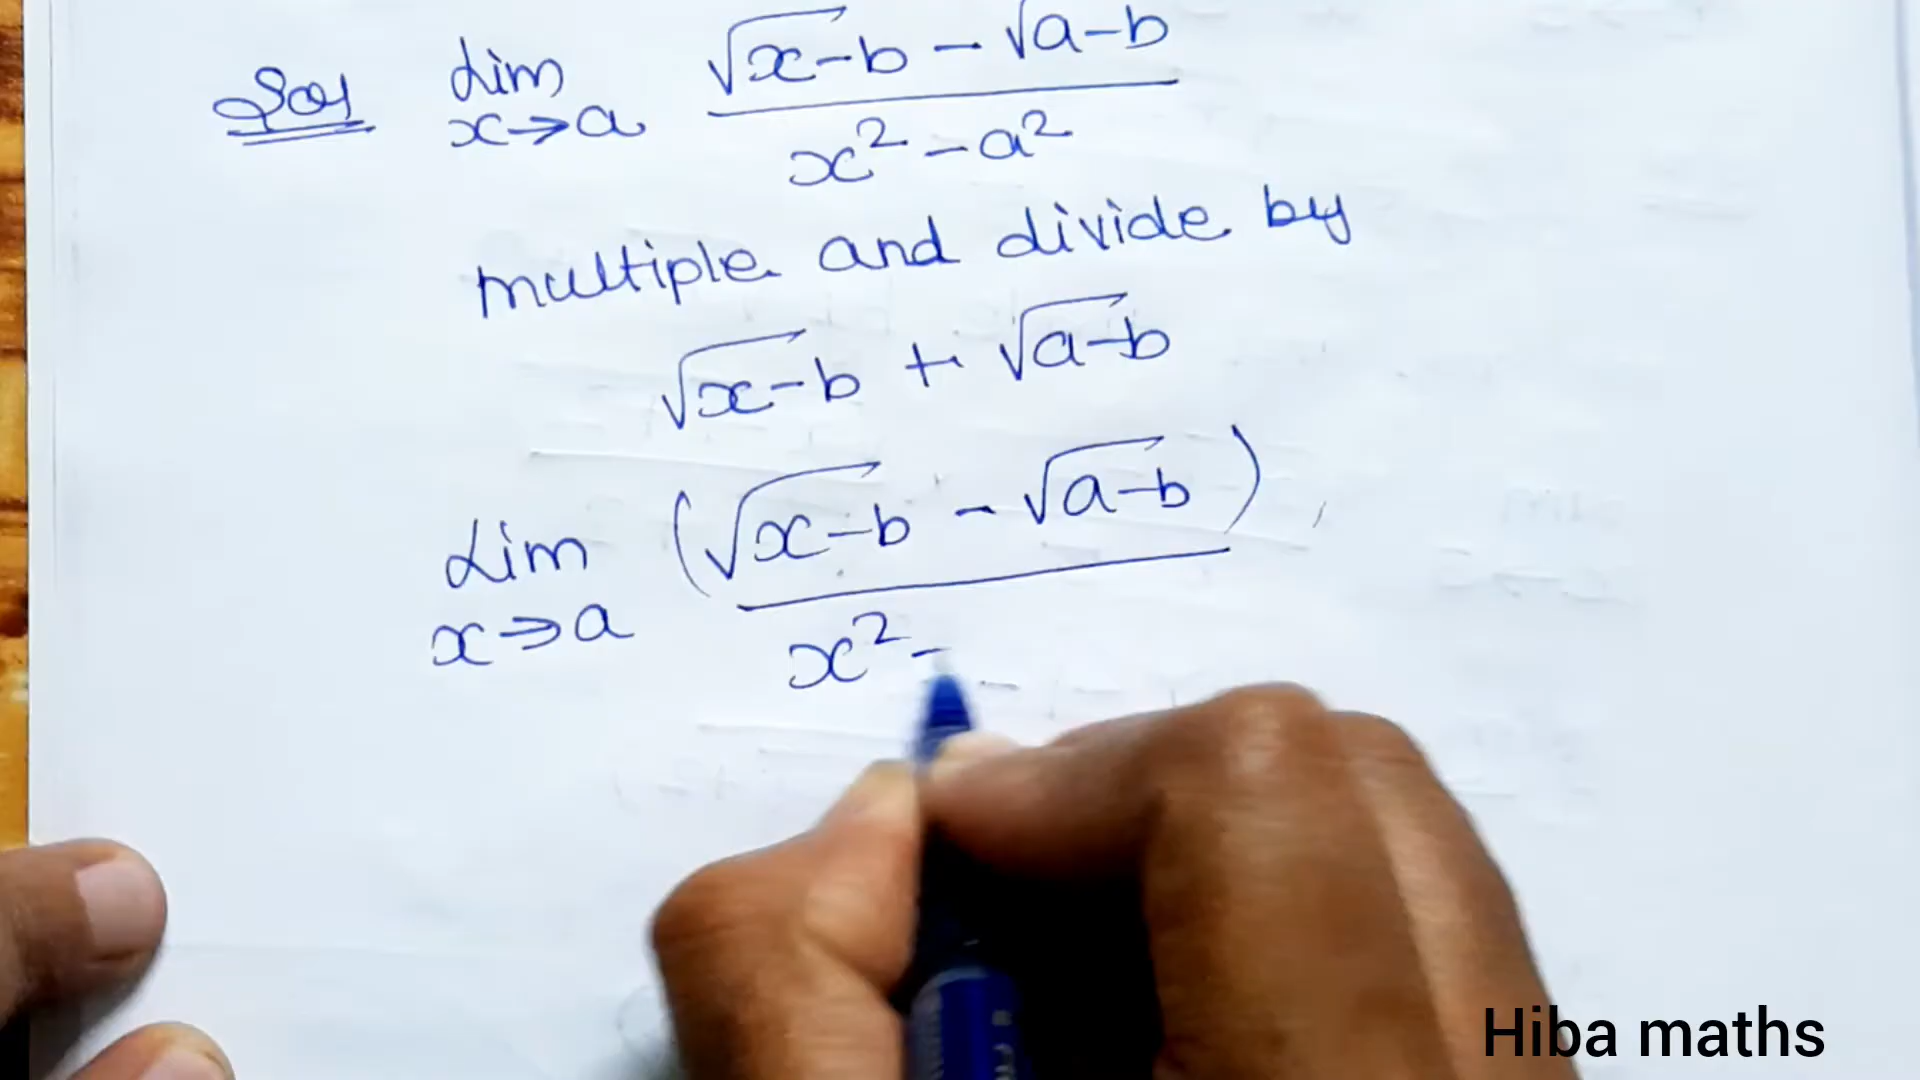 Sol Lim x→a √x-b - √a-b / x² - a²
multiple and divide by
√x-b + √a-b
Lim x→a (√x-b - √a-b) / x² -
Hiba maths